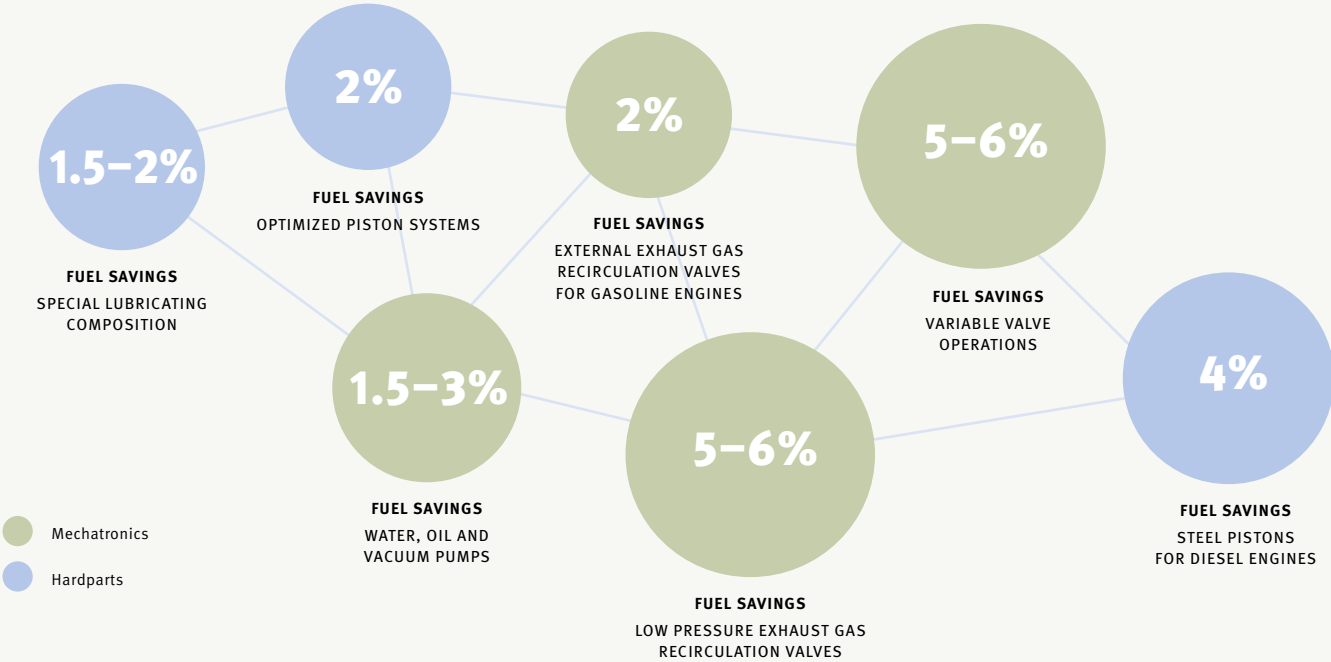 2%
FUEL SAVINGS
OPTIMIZED PISTON SYSTEMS
2%
FUEL SAVINGS
EXTERNAL EXHAUST GAS
RECIRCULATION VALVES
FOR GASOLINE ENGINES
5–6%
FUEL SAVINGS
VARIABLE VALVE
OPERATIONS
1.5–2%
FUEL SAVINGS
SPECIAL LUBRICATING
COMPOSITION
1.5–3%
FUEL SAVINGS
WATER, OIL AND
VACUUM PUMPS
5–6%
FUEL SAVINGS
LOW PRESSURE EXHAUST GAS
RECIRCULATION VALVES
4%
FUEL SAVINGS
STEEL PISTONS
FOR DIESEL ENGINES
Mechatronics
Hardparts